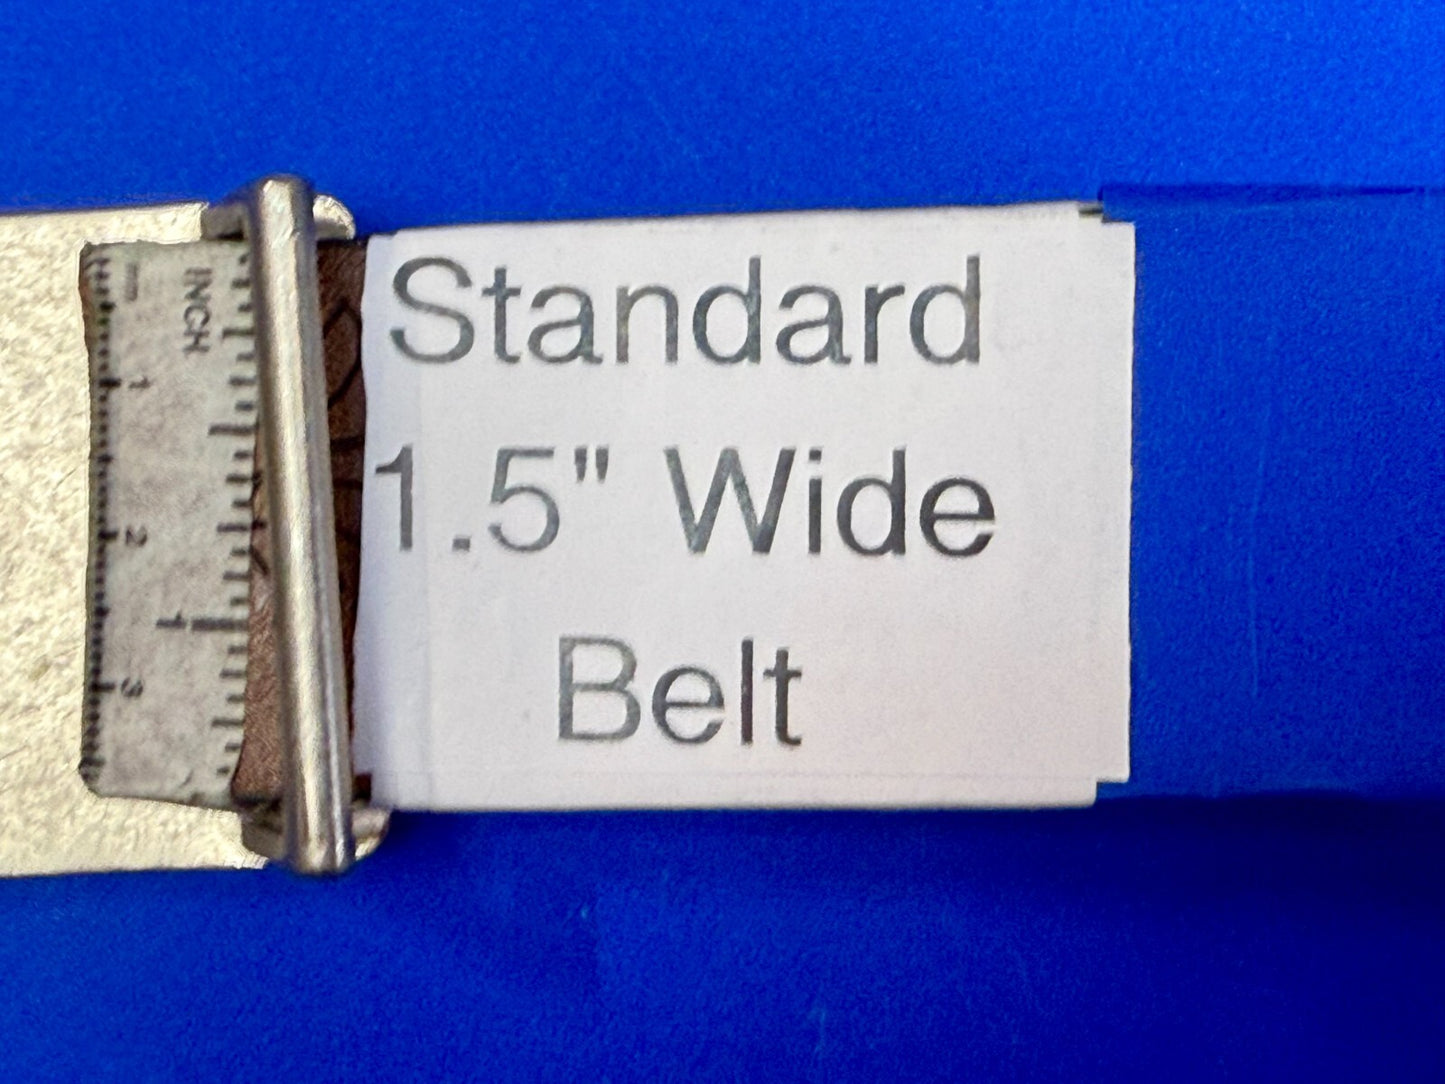 Standard
1.5" Wide
Belt
INCH
1
2
3
1